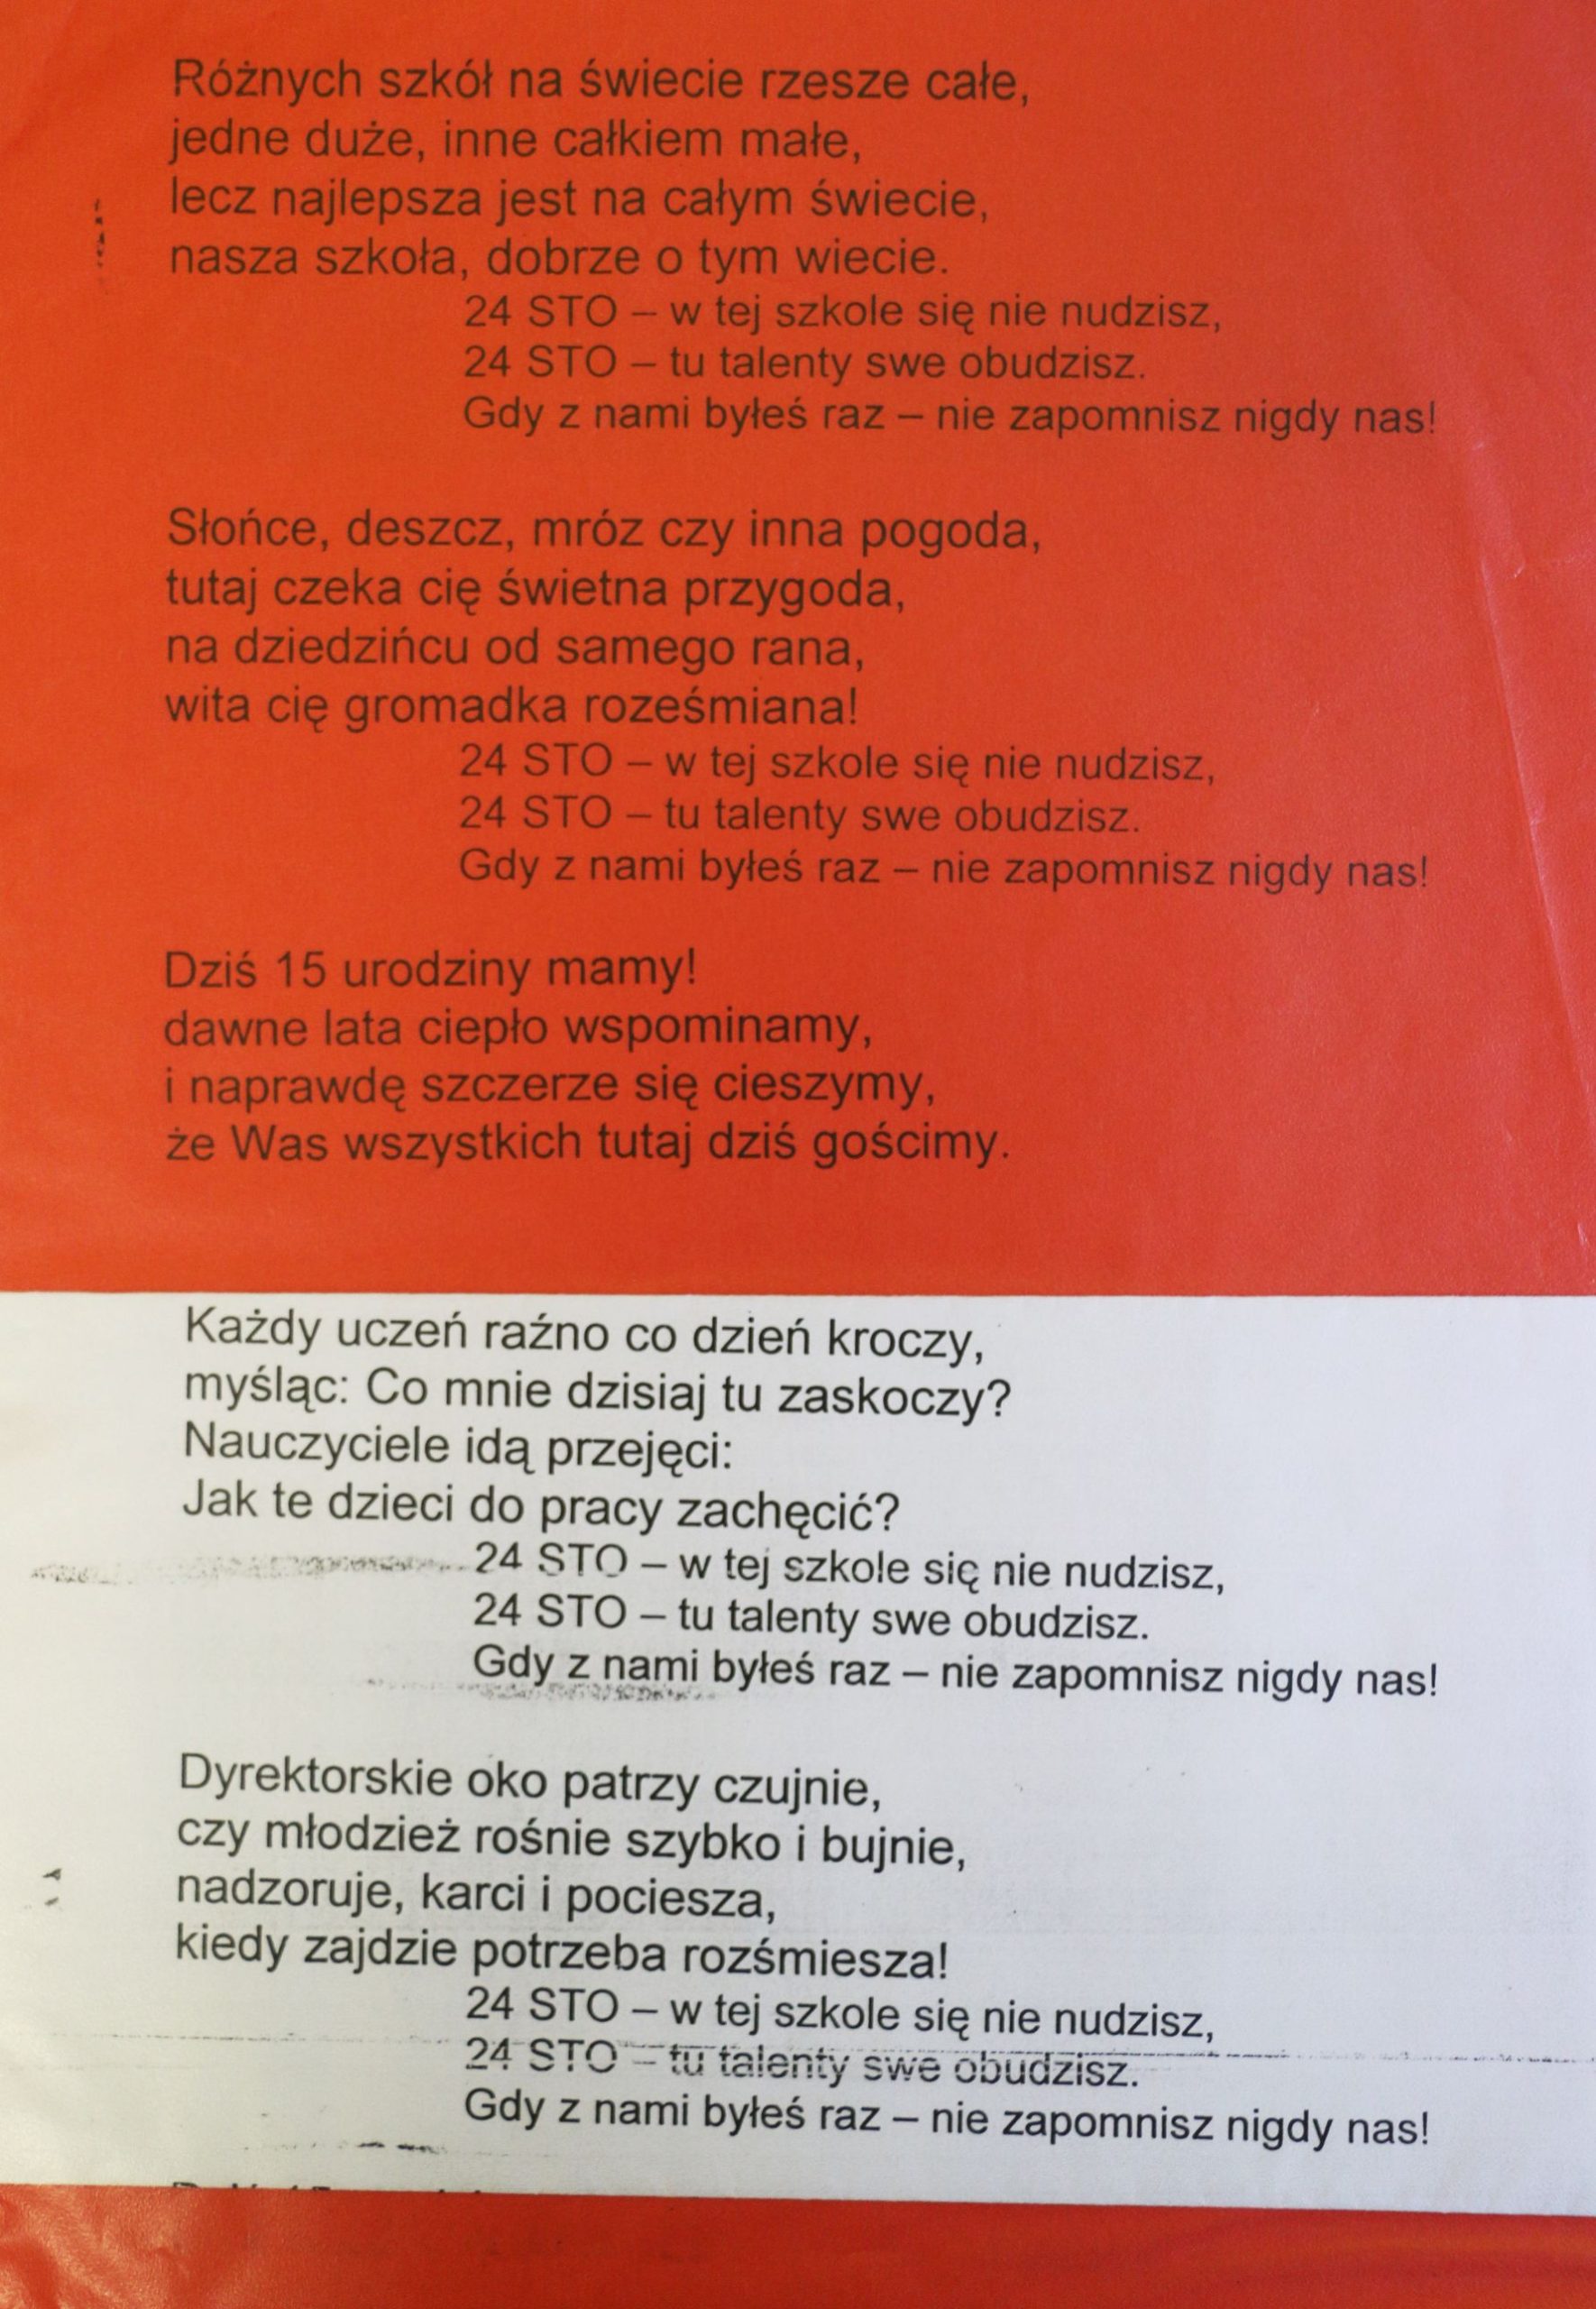 Różnych szkół na świecie rzesze całe,
jedne duże, inne całkiem małe,
lecz najlepsza jest na całym świecie,
nasza szkoła, dobrze o tym wiecie.
24 STO – w tej szkole się nie nudzisz,
24 STO – tu talenty swe obudzisz.
Gdy z nami byłeś raz – nie zapomnisz nigdy nas!
Słońce, deszcz, mróz czy inna pogoda,
tutaj czeka cię świetna przygoda,
na dziedzińcu od samego rana,
wita cię gromadka roześmiana!
24 STO – w tej szkole się nie nudzisz,
24 STO – tu talenty swe obudzisz.
Gdy z nami byłeś raz – nie zapomnisz nigdy nas!
Dziś 15 urodziny mamy!
dawne lata ciepło wspominamy,
i naprawdę szczerze się cieszymy,
że Was wszystkich tutaj dziś gościmy.
Każdy uczeń raźno co dzień kroczy,
myśląc: Co mnie dzisiaj tu zaskoczy?
Nauczyciele idą przejęci:
Jak te dzieci do pracy zachęcić?
24 STO – w tej szkole się nie nudzisz,
24 STO – tu talenty swe obudzisz.
Gdy z nami byłeś raz – nie zapomnisz nigdy nas!
Dyrektorskie oko patrzy czujnie,
czy młodzież rośnie szybko i bujnie,
nadzoruje, karci i pociesza,
kiedy zajdzie potrzeba rozśmiesza!
24 STO – w tej szkole się nie nudzisz,
24 STO – tu talenty swe obudzisz.
Gdy z nami byłeś raz – nie zapomnisz nigdy nas!